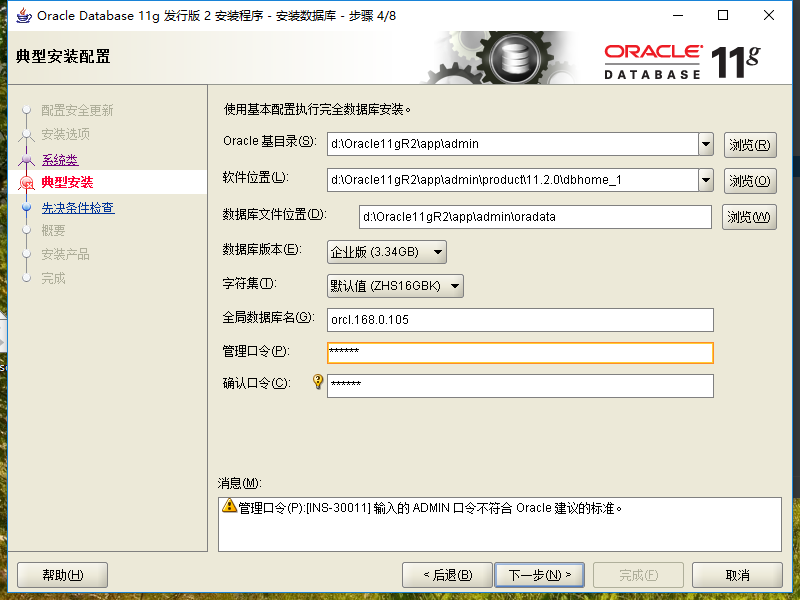 Oracle Database 11g 发行版 2 安装程序 - 安装数据库 - 步骤 4/8
典型安装配置
ORACLE
DATABASE
11g
配置安全更新
安装选项
系统类
典型安装
先决条件检查
概要
安装产品
完成
使用基本配置执行完全数据库安装。
Oracle 基目录(S):
d:\Oracle11gR2\app\admin
浏览(R)
软件位置(L):
d:\Oracle11gR2\app\admin\product\11.2.0\dbhome_1
浏览(O)
数据库文件位置(D):
d:\Oracle11gR2\app\admin\oradata
浏览(W)
数据库版本(E):
企业版 (3.34GB)
字符集(T):
默认值 (ZHS16GBK)
全局数据库名(G):
orcl.168.0.105
管理口令(P):
******
确认口令(C):
******
消息(M):
管理口令(P):[INS-30011] 输入的 ADMIN 口令不符合 Oracle 建议的标准。
帮助(H)
< 后退(B)
下一步(N) >
完成(F)
取消